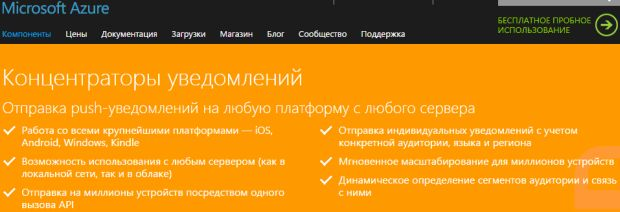 Microsoft Azure
БЕСПЛАТНОЕ ПРОБНОЕ
ИСПОЛЬЗОВАНИЕ
Компоненты Цены Документация Загрузки Магазин Блог Сообщество Поддержка
Концентраторы уведомлений
Отправка push-уведомлений на любую платформу с любого сервера
Работа со всеми крупнейшими платформами — iOS,
Android, Windows, Kindle
Возможность использования с любым сервером (как в
локальной сети, так и в облаке)
Отправка на миллионы устройств посредством одного
вызова API
Отправка индивидуальных уведомлений с учетом
конкретной аудитории, языка и региона
Мгновенное масштабирование для миллионов устройств
Динамическое определение сегментов аудитории и связь
с ними